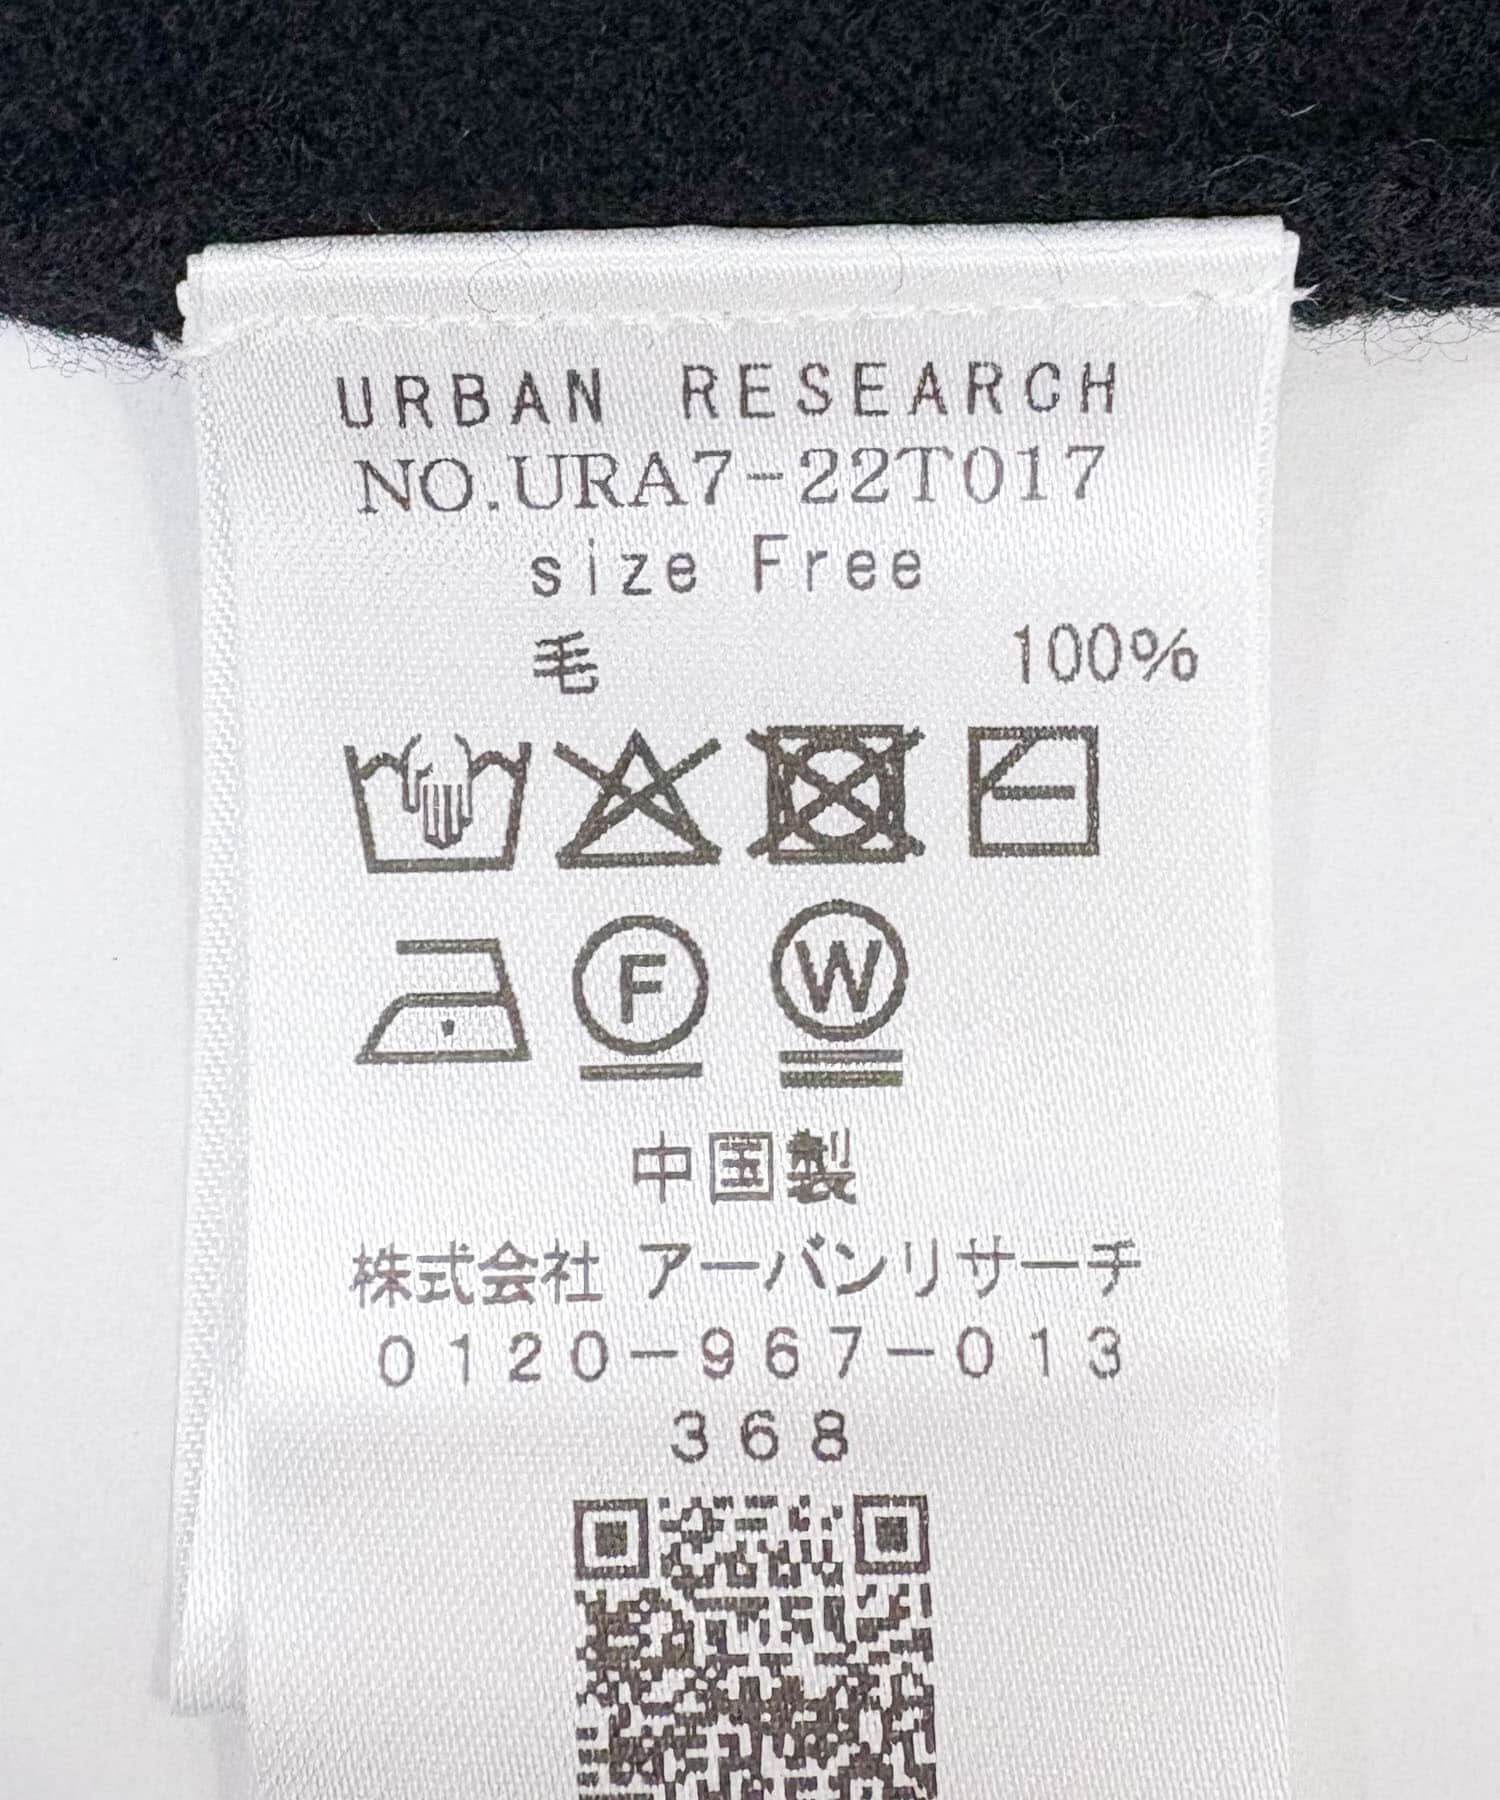 URBAN RESEARCH
NO.URA7-22T017
size Free
毛 100%
F W
中国製
株式会社 アーバンリサーチ
0120-967-013
368